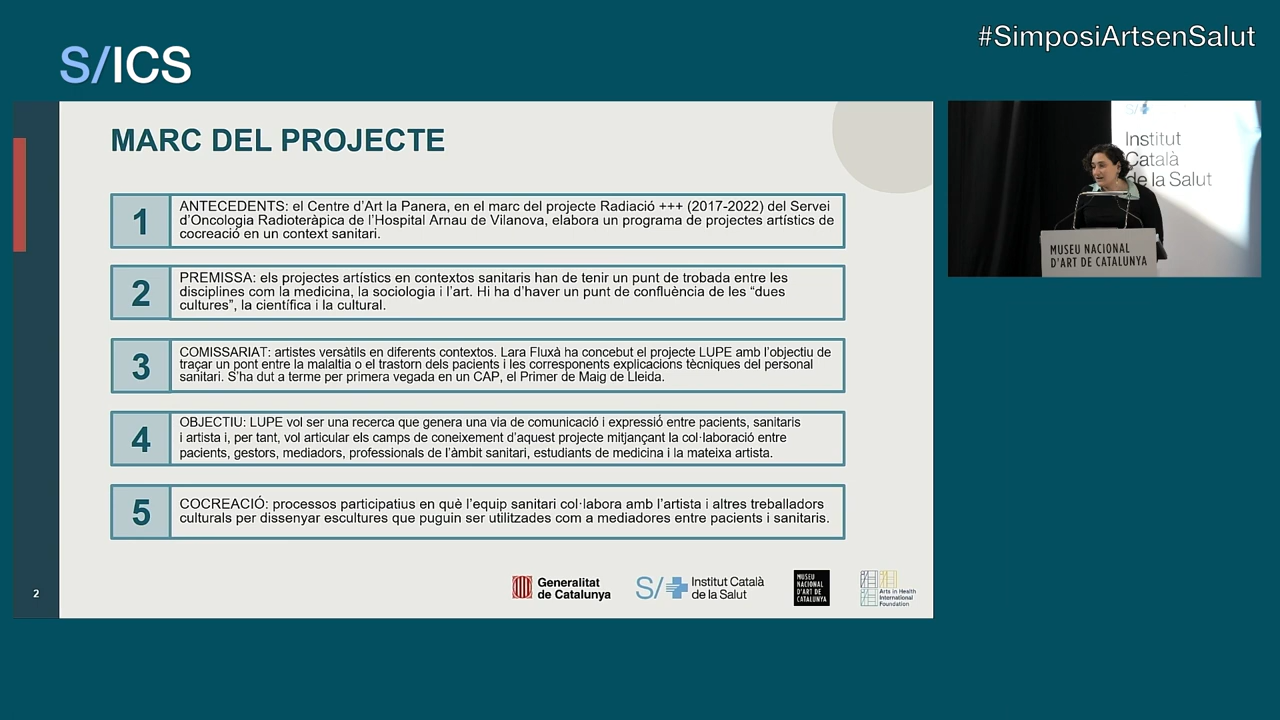 #SimposiArtsenSalut
S/ICS
MARC DEL PROJECTE
1
ANTECEDENTS: el Centre d'Art la Panera, en el marc del projecte Radiació +++ (2017-2022) del Servei
d'Oncologia Radioteràpica de l'Hospital Arnau de Vilanova, elabora un programa de projectes artístics de
cocreació en un context sanitari.
2
PREMISSA: els projectes artístics en contextos sanitaris han de tenir un punt de trobada entre les
disciplines com la medicina, la sociologia i l'art. Hi ha d'haver un punt de confluència de les “dues
cultures”, la científica i la cultural.
3
COMISSARIAT: artistes versàtils en diferents contextos. Lara Fluxà ha concebut el projecte LUPE amb l'objectiu de
traçar un pont entre la malaltia o el trastorn dels pacients i les corresponents explicacions tècniques del personal
sanitari. S'ha dut a terme per primera vegada en un CAP, el Primer de Maig de Lleida.
4
OBJECTIU: LUPE vol ser una recerca que genera una via de comunicació i expressió entre pacients, sanitaris
i artista i, per tant, vol articular els camps de coneixement d'aquest projecte mitjançant la col·laboració entre
pacients, gestors, mediadors, professionals de l'àmbit sanitari, estudiants de medicina i la mateixa artista.
5
COCREACIÓ: processos participatius en què l'equip sanitari col·labora amb l'artista i altres treballadors
culturals per dissenyar escultures que puguin ser utilitzades com a mediadores entre pacients i sanitaris.
2
Generalitat
de Catalunya
S/
Institut Català
de la Salut
MUSEU
NACIONAL
D'ART DE
CATALUNYA
Arts in Health
International
Foundation
S/
Institut
Català
de la Salut
MUSEU NACIONAL
D'ART DE CATALUNYA